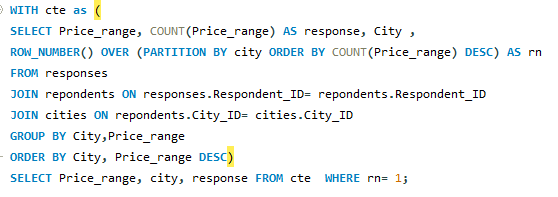 WITH cte as (
SELECT Price_range, COUNT(Price_range) AS response, City ,
ROW_NUMBER() OVER (PARTITION BY city ORDER BY COUNT(Price_range) DESC) AS rn
FROM responses
JOIN repondents ON responses.Respondent_ID= repondents.Respondent_ID
JOIN cities ON repondents.City_ID= cities.City_ID
GROUP BY City,Price_range
ORDER BY City, Price_range DESC)
SELECT Price_range, city, response FROM cte  WHERE rn= 1;